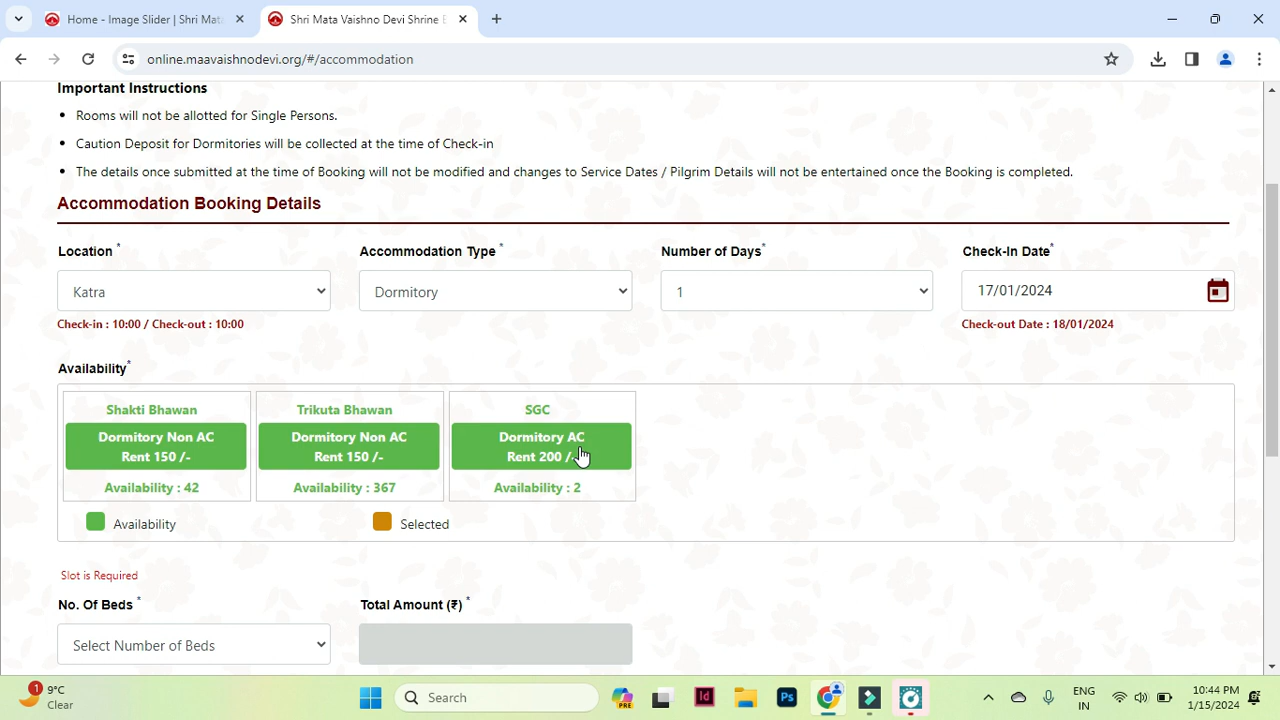 Home - Image Slider | Shri Mata
Shri Mata Vaishno Devi Shrine B
online.maavaishnodevi.org/#/accommodation
Important Instructions
• Rooms will not be allotted for Single Persons.
• Caution Deposit for Dormitories will be collected at the time of Check-in
• The details once submitted at the time of Booking will not be modified and changes to Service Dates / Pilgrim Details will not be entertained once the Booking is completed.
Accommodation Booking Details
Location * Accommodation Type * Number of Days* Check-In Date*
Katra Dormitory 1 17/01/2024
Check-in : 10:00 / Check-out : 10:00 Check-out Date : 18/01/2024
Availability*
Shakti Bhawan Trikuta Bhawan SGC
Dormitory Non AC Dormitory Non AC Dormitory AC
Rent 150 /- Rent 150 /- Rent 200 /-
Availability : 42 Availability : 367 Availability : 2
Availability Selected
Slot is Required
No. Of Beds * Total Amount (₹) *
Select Number of Beds
1
9°C
Clear
Search
PRE
Id
Ps
ENG
IN
10:44 PM
1/15/2024